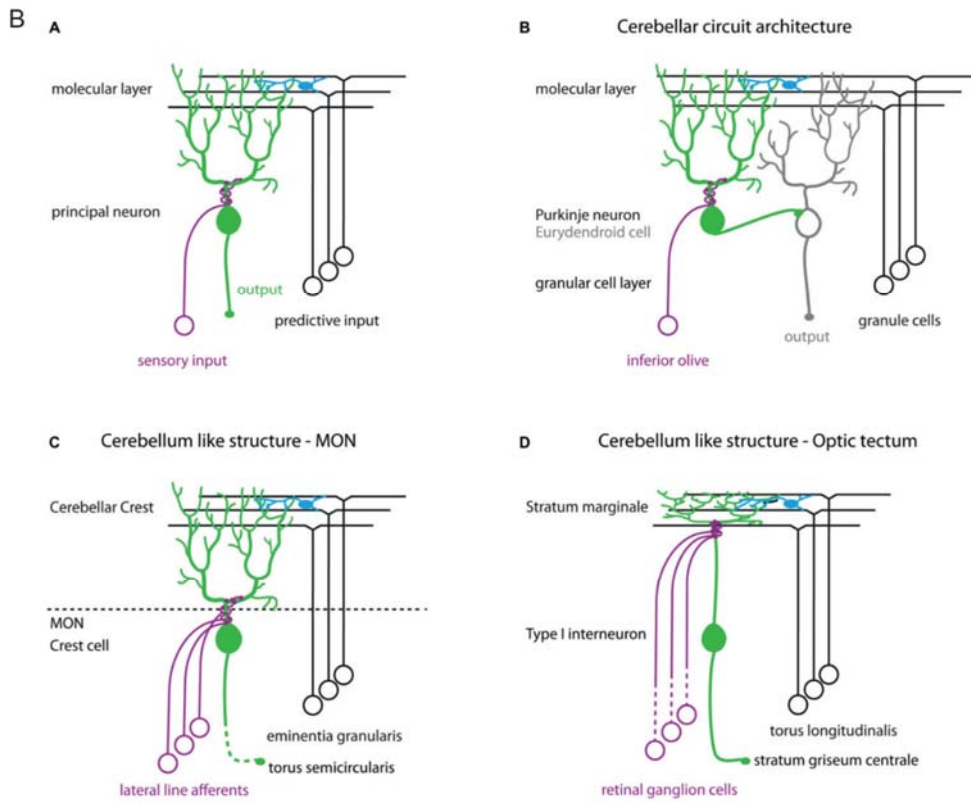 B
A
molecular layer
principal neuron
output
predictive input
sensory input
B
Cerebellar circuit architecture
molecular layer
Purkinje neuron
Eurydendroid cell
granular cell layer
granule cells
output
inferior olive
C
Cerebellum like structure - MON
Cerebellar Crest
MON
Crest cell
eminentia granularis
torus semicircularis
lateral line afferents
D
Cerebellum like structure - Optic tectum
Stratum marginale
Type I interneuron
torus longitudinalis
stratum griseum centrale
retinal ganglion cells